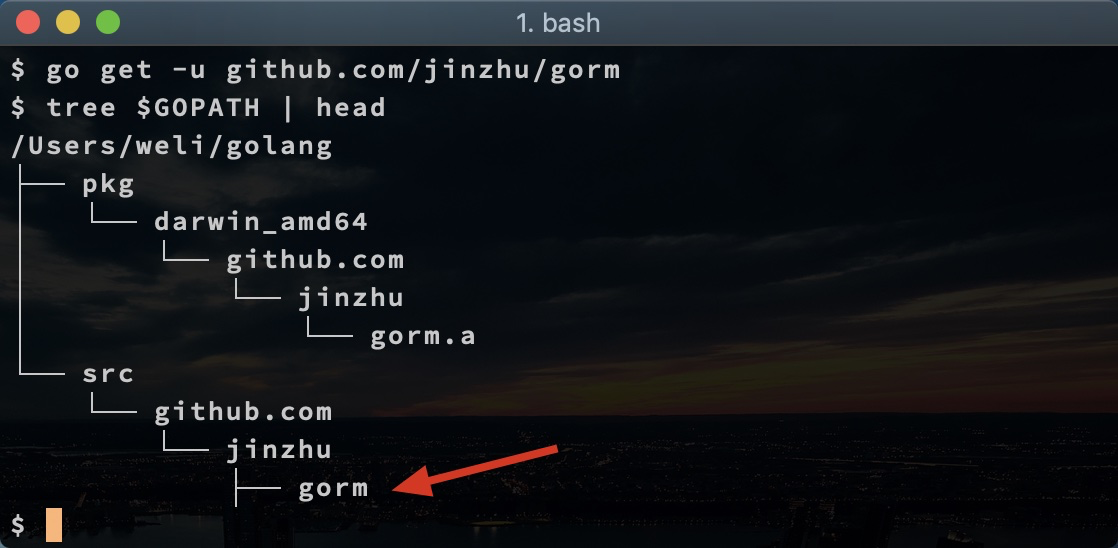 1. bash
$ go get -u github.com/jinzhu/gorm
$ tree $GOPATH | head
/Users/weli/golang
├── pkg
│   └── darwin_amd64
│       └── github.com
│           └── jinzhu
│               └── gorm.a
└── src
    └── github.com
        └── jinzhu
            ├── gorm
$